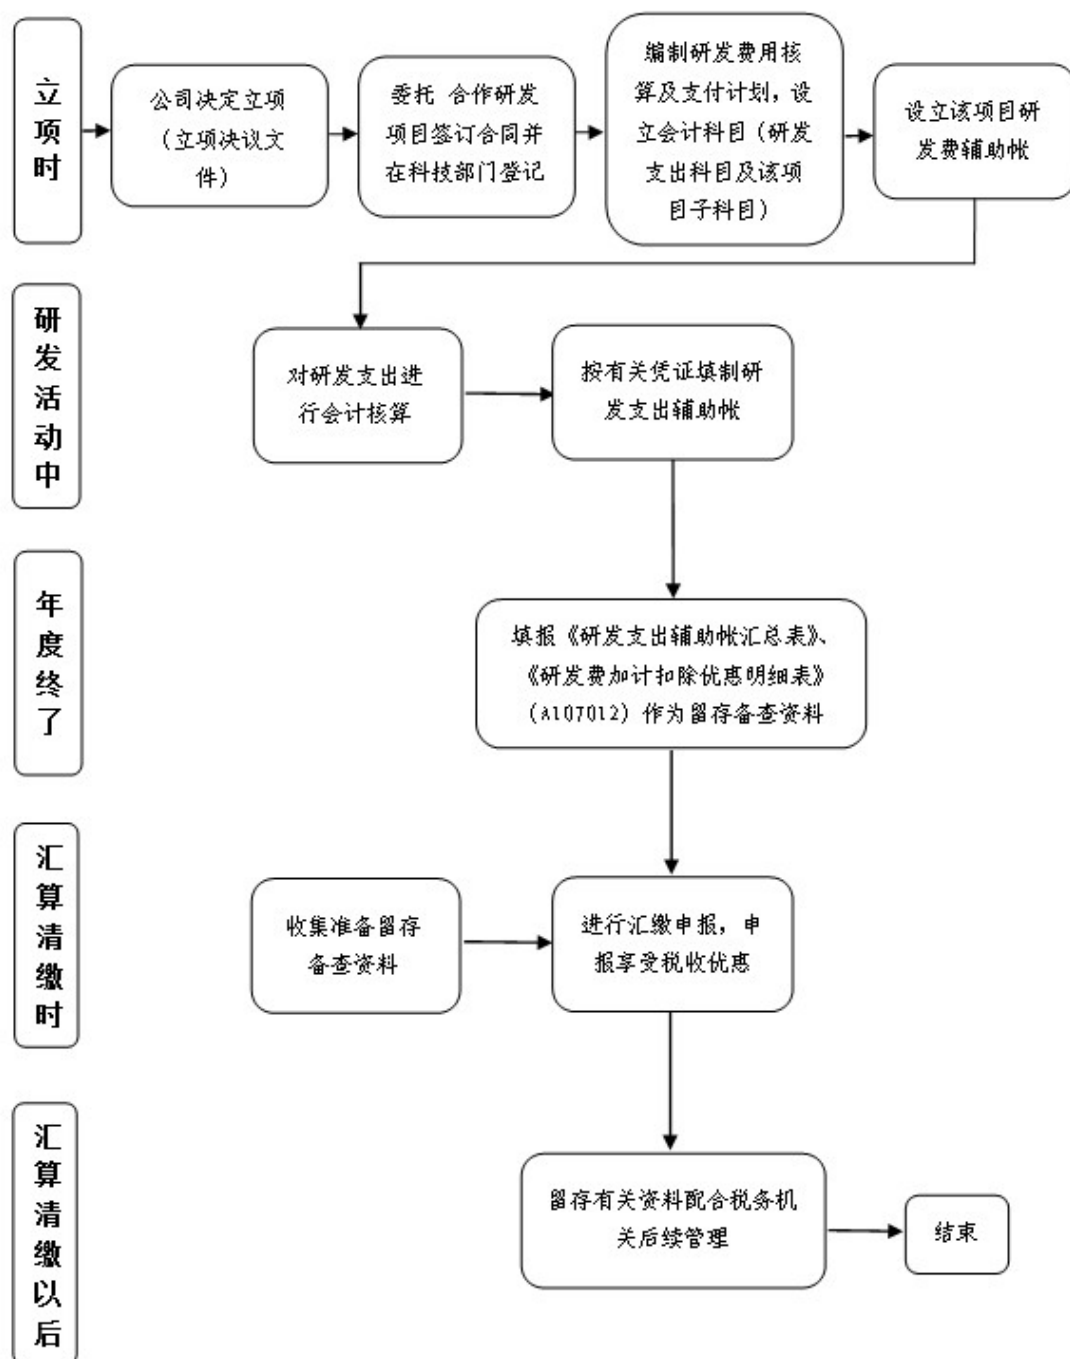 立项时
公司决定立项
（立项决议文
件）
委托 合作研发
项目签订合同并
在科技部门登记
编制研发费用核
算及支付计划，设
立会计科目（研发
支出科目及该项
目子科目）
设立该项目研
发费辅助帐
研发活动中
对研发支出进
行会计核算
按有关凭证填制研
发支出辅助帐
年度终了
填报《研发支出辅助帐汇总表》、
《研发费加计扣除优惠明细表》
（A107012）作为留存备查资料
汇算清缴时
收集准备留存
备查资料
进行汇缴申报，申
报享受税收优惠
汇算清缴以后
留存有关资料配合税务机
关后续管理
结束